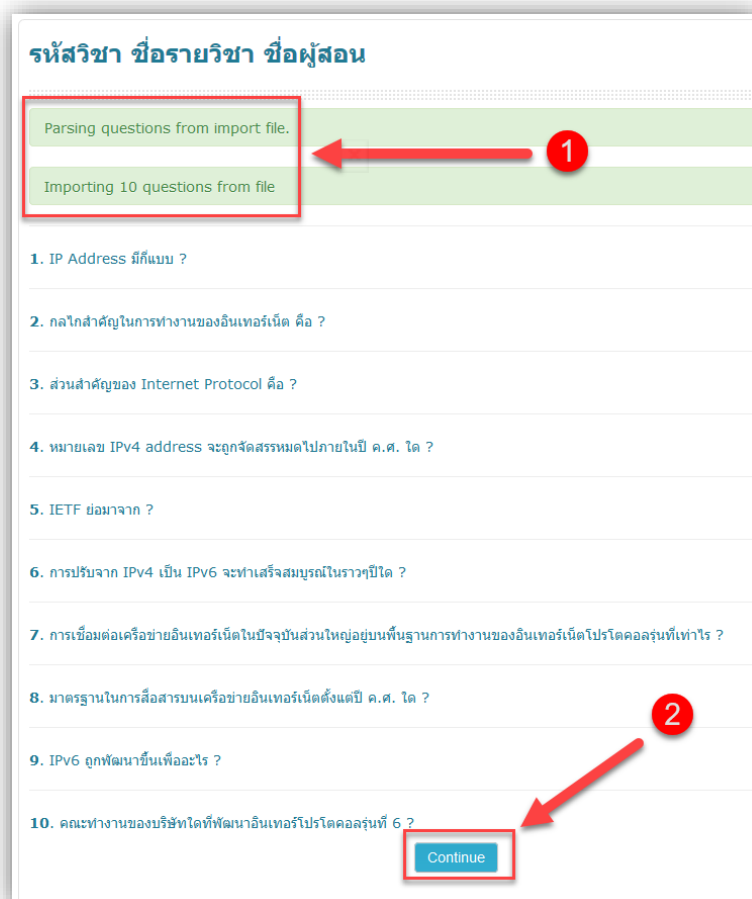 รหัสวิชา ชื่อรายวิชา ชื่อผู้สอน
Parsing questions from import file.
1
Importing 10 questions from file
1. IP Address มีกี่แบบ ?
2. กลไกสำคัญในการทำงานของอินเทอร์เน็ต คือ ?
3. ส่วนสำคัญของ Internet Protocol คือ ?
4. หมายเลข IPv4 address จะถูกจัดสรรหมดไปภายในปี ค.ศ. ใด ?
5. IETF ย่อมาจาก ?
6. การปรับจาก IPv4 เป็น IPv6 จะทำเสร็จสมบูรณ์ในราวๆปีใด ?
7. การเชื่อมต่อเครือข่ายอินเทอร์เน็ตในปัจจุบันส่วนใหญ่อยู่บนพื้นฐานการทำงานของอินเทอร์เน็ตโปรโตคอลรุ่นที่เท่าไร ?
8. มาตรฐานในการสื่อสารบนเครือข่ายอินเทอร์เน็ตตั้งแต่ปี ค.ศ. ใด ?
2
9. IPv6 ถูกพัฒนาขึ้นเพื่ออะไร ?
10. คณะทำงานของบริษัทใดที่พัฒนาอินเทอร์โปรโตคอลรุ่นที่ 6 ?
Continue